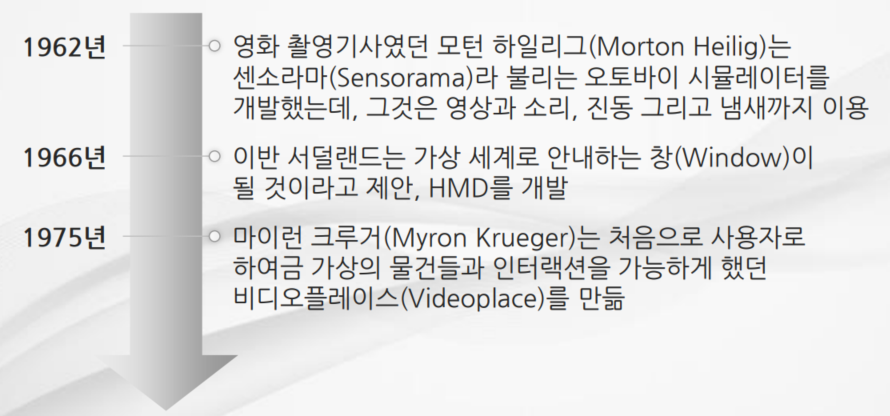 1962년
영화 촬영기사였던 모턴 하일리그(Morton Heilig)는
센소라마(Sensorama)라 불리는 오토바이 시뮬레이터를
개발했는데, 그것은 영상과 소리, 진동 그리고 냄새까지 이용
1966년
이반 서덜랜드는 가상 세계로 안내하는 창(Window)이
될 것이라고 제안, HMD를 개발
1975년
마이런 크루거(Myron Krueger)는 처음으로 사용자로
하여금 가상의 물건들과 인터랙션을 가능하게 했던
비디오플레이스(Videoplace)를 만듦